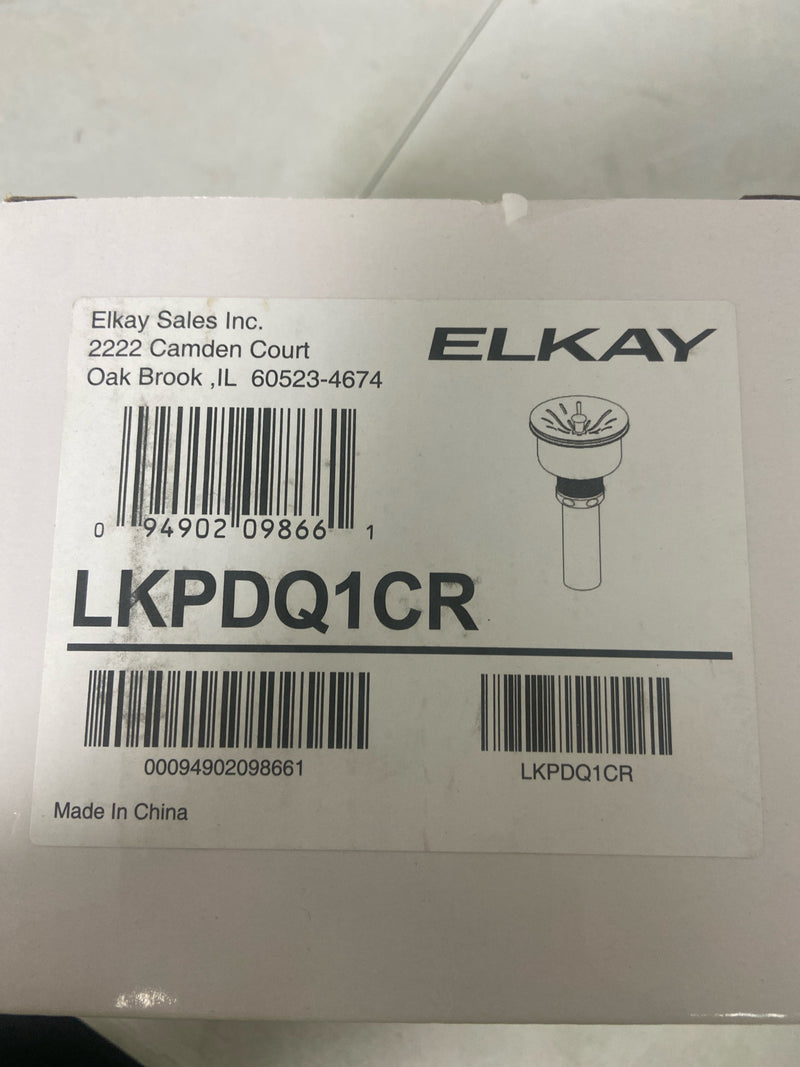 Elkay Sales Inc.
2222 Camden Court
Oak Brook ,IL 60523-4674
ELKAY
0 94902 09866 1
LKPDQ1CR
00094902098661
LKPDQ1CR
Made In China